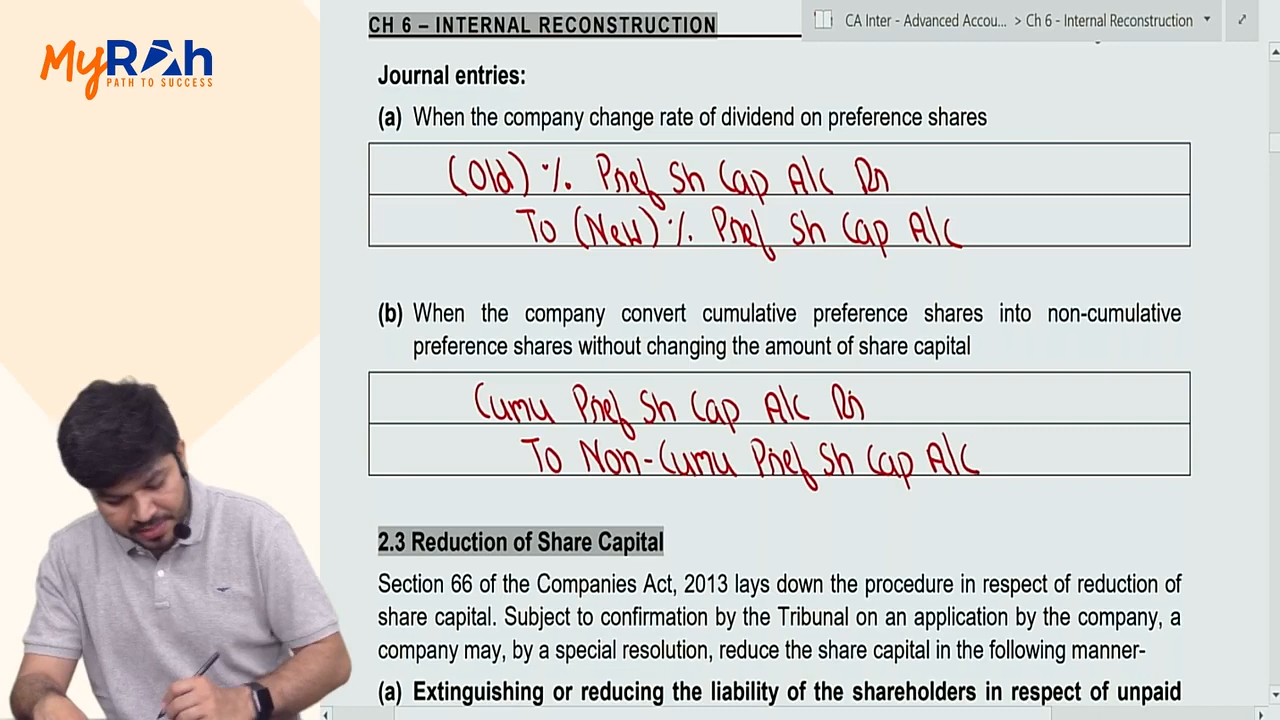 MyRAh
PATH TO SUCCESS
CH 6 – INTERNAL RECONSTRUCTION
CA Inter - Advanced Accou... > Ch 6 - Internal Reconstruction
Journal entries:
(a) When the company change rate of dividend on preference shares
(Old) % Pref Sh Cap A/c Dr
To (New) % Pref Sh Cap A/c
(b) When the company convert cumulative preference shares into non-cumulative
preference shares without changing the amount of share capital
Cumu Pref Sh Cap A/c Dr
To Non-Cumu Pref Sh Cap A/c
2.3 Reduction of Share Capital
Section 66 of the Companies Act, 2013 lays down the procedure in respect of reduction of
share capital. Subject to confirmation by the Tribunal on an application by the company, a
company may, by a special resolution, reduce the share capital in the following manner-
(a) Extinguishing or reducing the liability of the shareholders in respect of unpaid